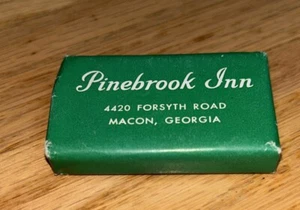 Pinebrook Inn
4420 FORSYTH ROAD
MACON, GEORGIA